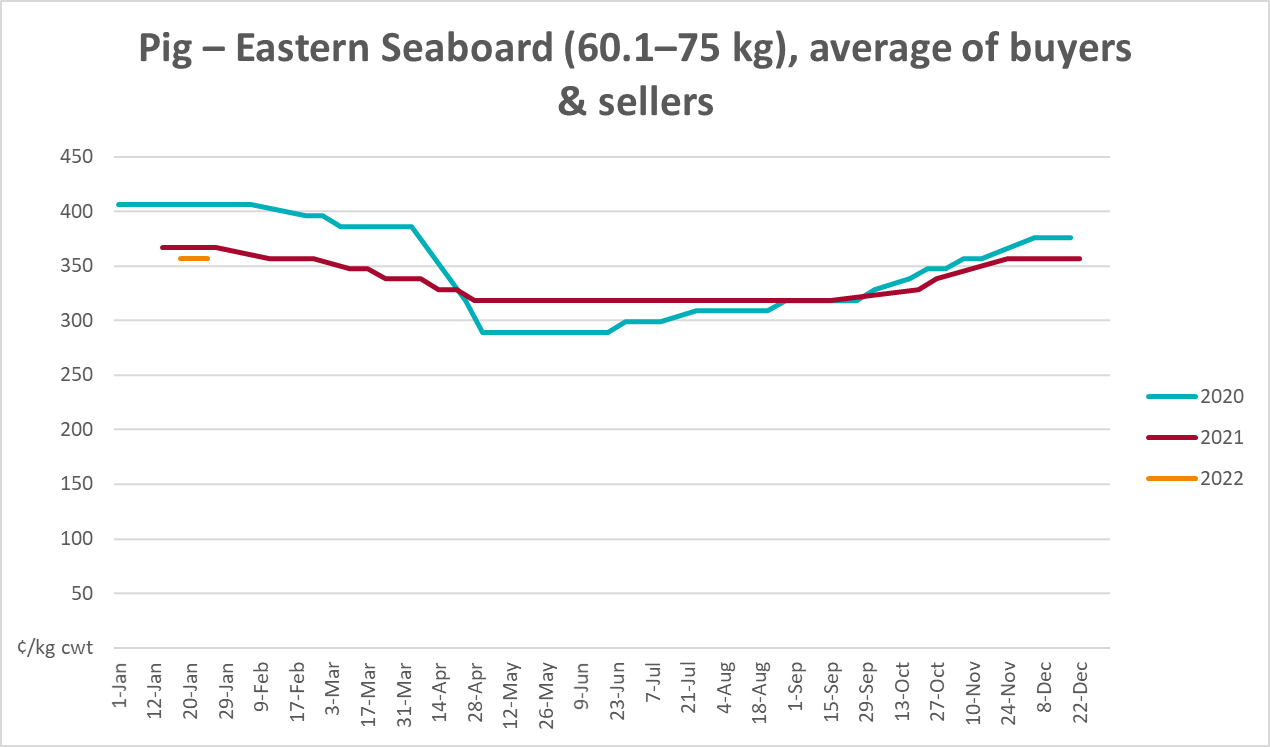 Pig – Eastern Seaboard (60.1–75 kg), average of buyers
& sellers
450
400
350
300
250
200
150
100
50
¢/kg cwt
1-Jan
12-Jan
20-Jan
29-Jan
9-Feb
17-Feb
3-Mar
17-Mar
31-Mar
14-Apr
28-Apr
12-May
26-May
9-Jun
23-Jun
7-Jul
21-Jul
4-Aug
18-Aug
1-Sep
15-Sep
29-Sep
13-Oct
27-Oct
10-Nov
24-Nov
8-Dec
22-Dec
2020
2021
2022